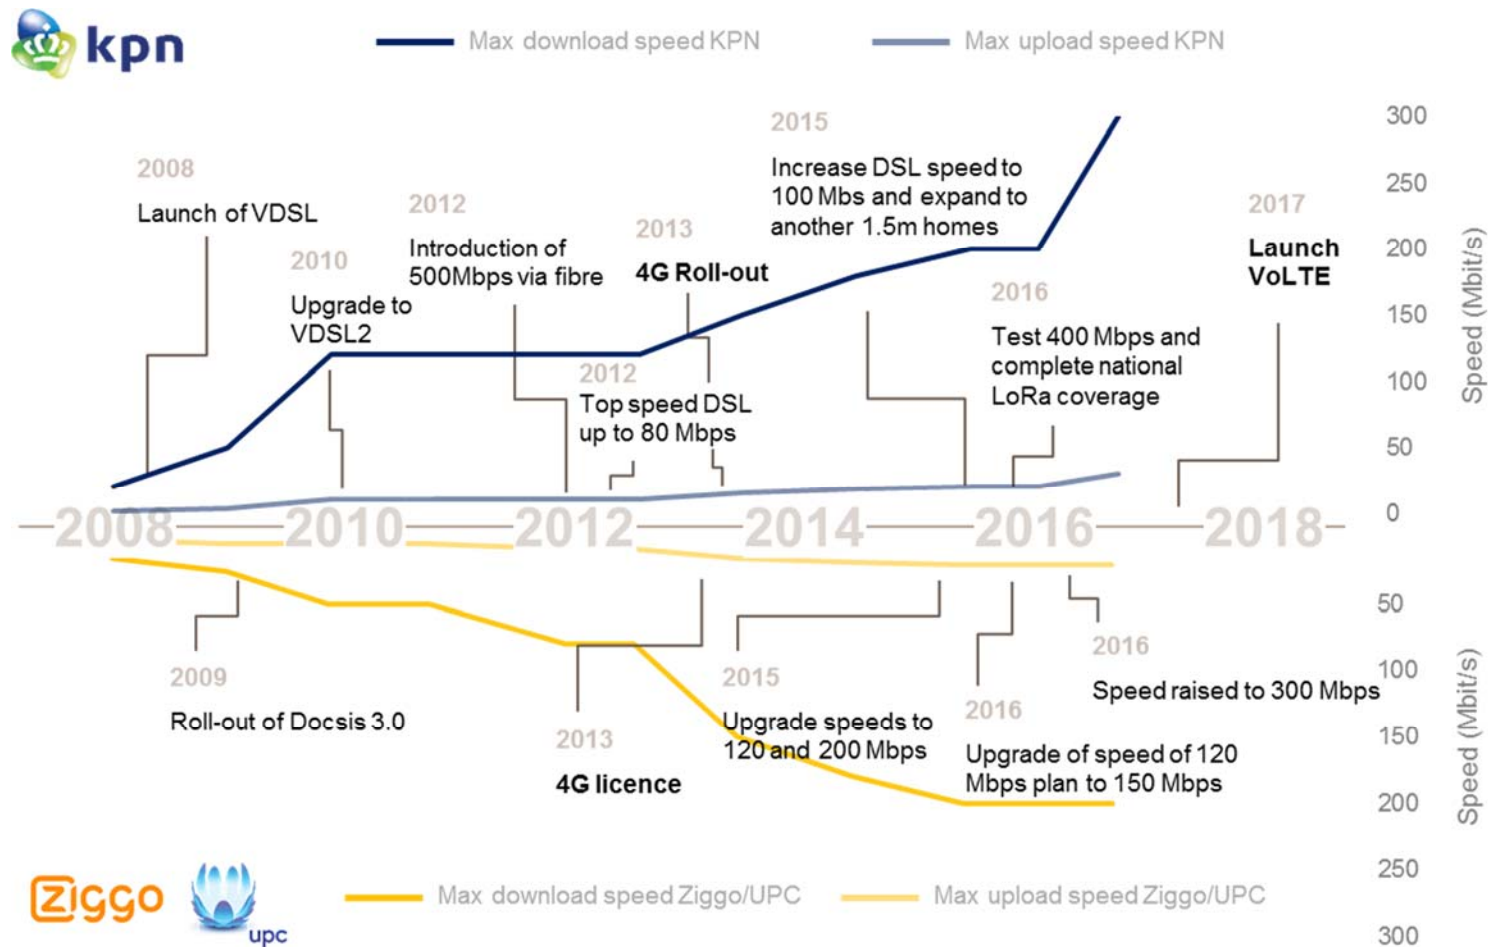 kpn
Max download speed KPN
Max upload speed KPN
2008
Launch of VDSL
2010
Upgrade to
VDSL2
2012
Introduction of
500Mbps via fibre
2013
4G Roll-out
2012
Top speed DSL
up to 80 Mbps
2015
Increase DSL speed to
100 Mbs and expand to
another 1.5m homes
2016
Test 400 Mbps and
complete national
LoRa coverage
2017
Launch
VoLTE
300
250
200
150
100
50
0
Speed (Mbit/s)
2008
2010
2012
2014
2016
2018
2009
Roll-out of Docsis 3.0
2013
4G licence
2015
Upgrade speeds to
120 and 200 Mbps
2016
Upgrade of speed of 120
Mbps plan to 150 Mbps
2016
Speed raised to 300 Mbps
50
100
150
200
250
300
Speed (Mbit/s)
ziggo
upc
Max download speed Ziggo/UPC
Max upload speed Ziggo/UPC